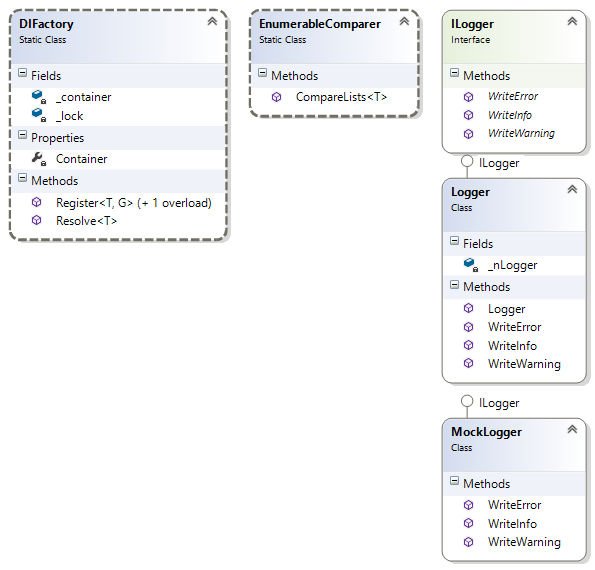 DIFactory
Static Class
Fields
_container
_lock
Properties
Container
Methods
Register<T, G> (+ 1 overload)
Resolve<T>
EnumerableComparer
Static Class
Methods
CompareLists<T>
ILogger
Interface
Methods
WriteError
WriteInfo
WriteWarning
ILogger
Logger
Class
Fields
_nLogger
Methods
Logger
WriteError
WriteInfo
WriteWarning
ILogger
MockLogger
Class
Methods
WriteError
WriteInfo
WriteWarning